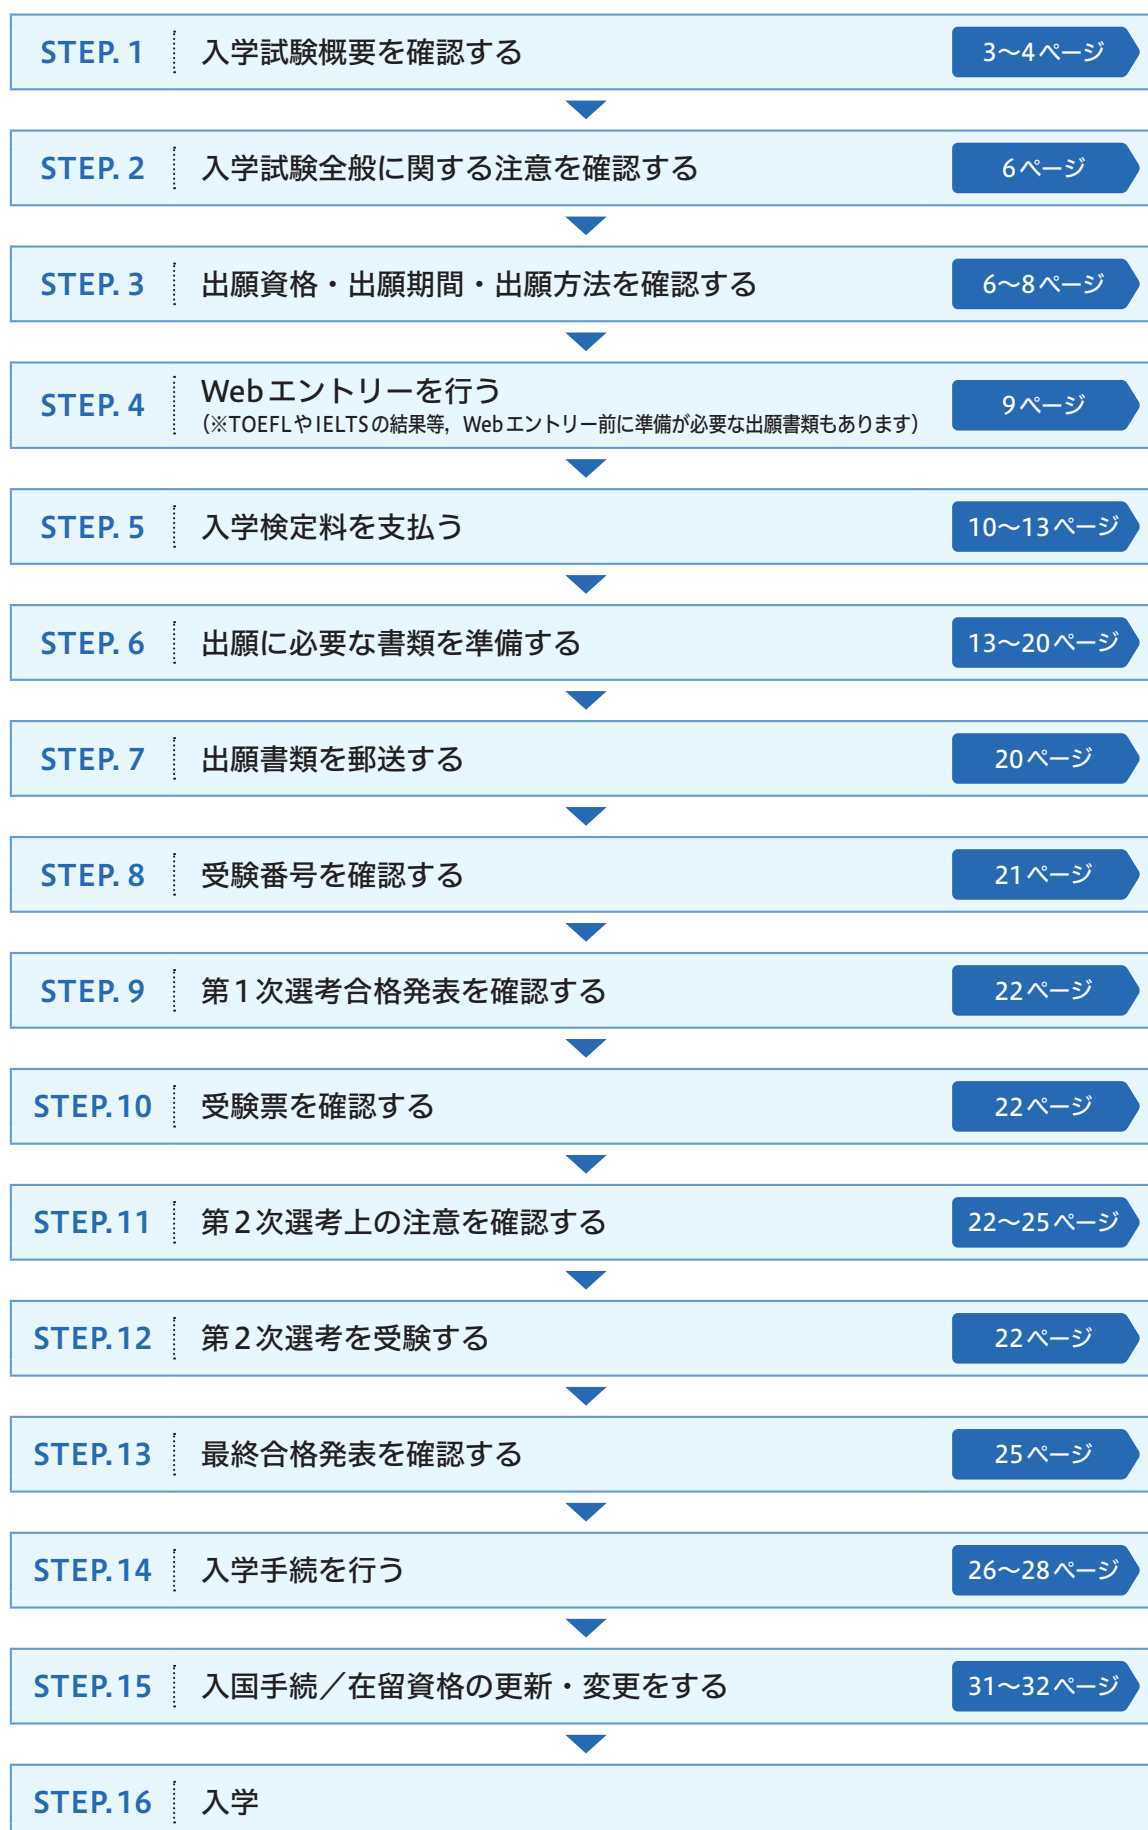 STEP. 1 入学試験概要を確認する 3〜4ページ
STEP. 2 入学試験全般に関する注意を確認する 6ページ
STEP. 3 出願資格・出願期間・出願方法を確認する 6〜8ページ
STEP. 4 Webエントリーを行う 9ページ
(※TOEFLやIELTSの結果等，Webエントリー前に準備が必要な出願書類もあります)
STEP. 5 入学検定料を支払う 10〜13ページ
STEP. 6 出願に必要な書類を準備する 13〜20ページ
STEP. 7 出願書類を郵送する 20ページ
STEP. 8 受験番号を確認する 21ページ
STEP. 9 第1次選考合格発表を確認する 22ページ
STEP.10 受験票を確認する 22ページ
STEP.11 第2次選考上の注意を確認する 22〜25ページ
STEP.12 第2次選考を受験する 22ページ
STEP.13 最終合格発表を確認する 25ページ
STEP.14 入学手続を行う 26〜28ページ
STEP.15 入国手続／在留資格の更新・変更をする 31〜32ページ
STEP.16 入学